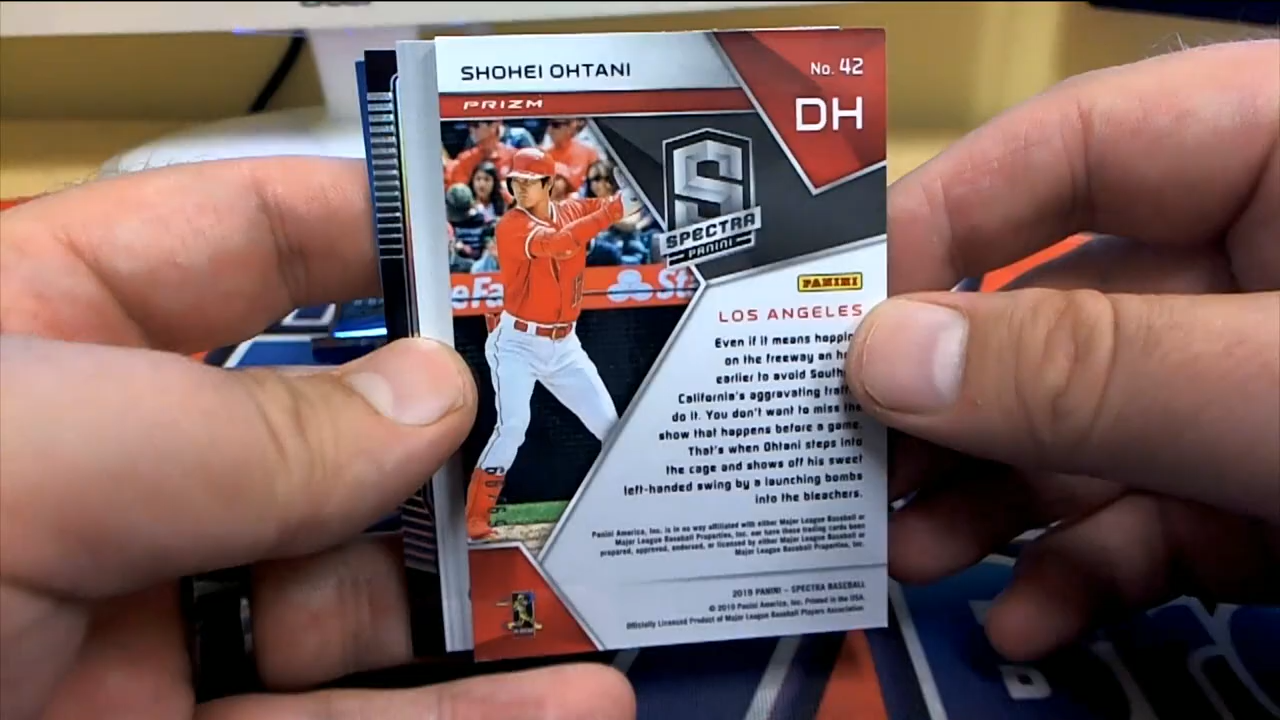 SHOHEI OHTANI
No. 42
PRIZM
DH
S
SPECTRA
PANINI
PANINI
LOS ANGELES
Even if it means
on the freeway an
earlier to avoid
California's aggravating
do it. You don't want to miss the
show that happens before a game.
That's when Ohtani steps into
the cage and shows off his sweet
left-handed swing by a launching bombs
into the bleachers.
Panini America, Inc. is in no way affiliated with either Major League Baseball or
Major League Baseball Properties, Inc. nor have these trading cards been
prepared, approved, endorsed, or licensed by either Major League Baseball or
Major League Baseball Properties, Inc.
2019 PANINI – SPECTRA BASEBALL
© 2019 Panini America, Inc. Printed in the USA.
Officially Licensed Product of Major League Baseball Players Association.